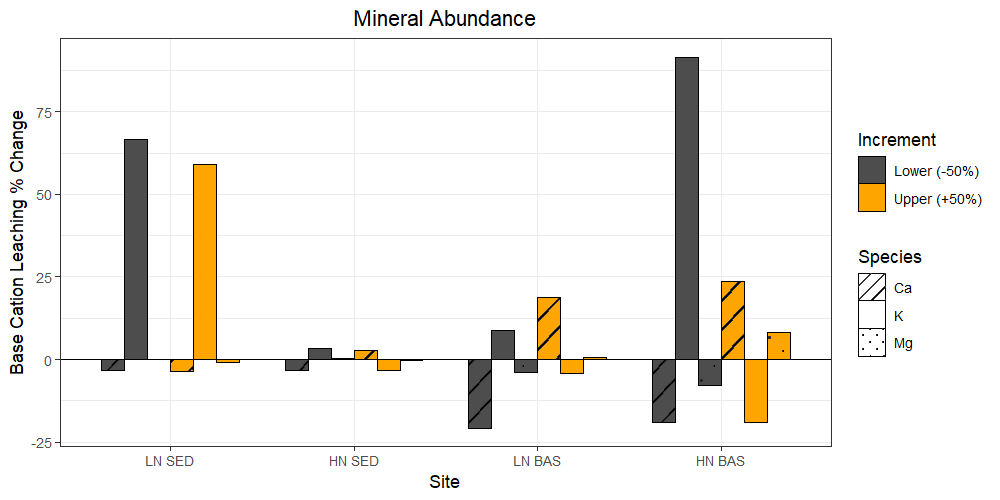 Mineral Abundance
Base Cation Leaching % Change
75
50
25
0
-25
LN SED
HN SED
LN BAS
HN BAS
Site
Increment
Lower (-50%)
Upper (+50%)
Species
Ca
K
Mg